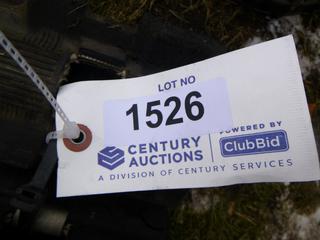 LOT NO
1526
CENTURY
AUCTIONS
POWERED BY
ClubBid
A DIVISION OF CENTURY SERVICES